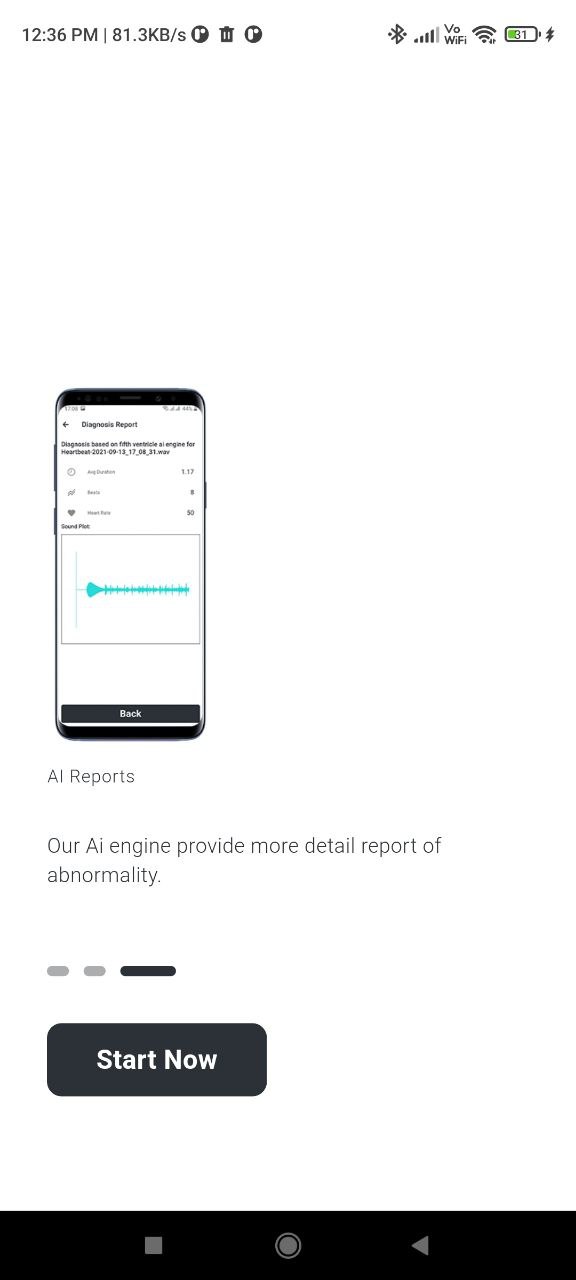 12:36 PM | 81.3KB/s
Vo
WiFi
31
17:08
44%
Diagnosis Report
Diagnosis based on fifth ventricle ai engine for
Heartbeat-2021-09-13_17_08_31.wav
Avg Duration 1.17
Beats 8
Heart Rate 50
Sound Plot:
Back
AI Reports
Our Ai engine provide more detail report of
abnormality.
Start Now